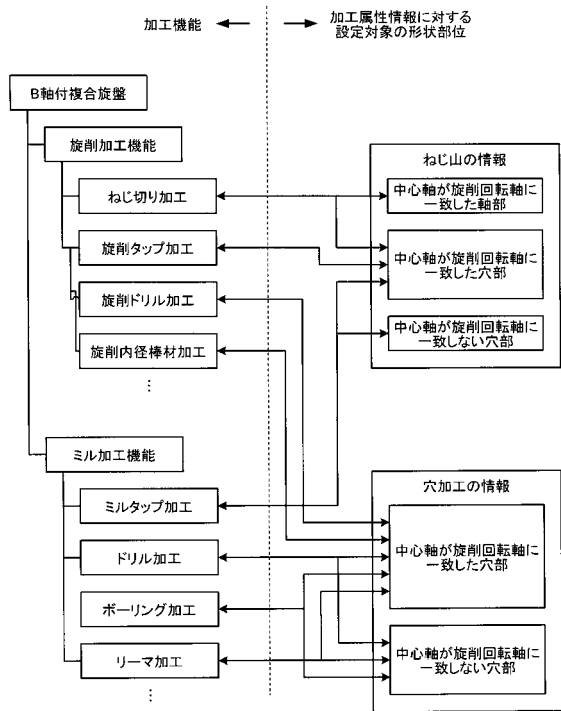 加工機能
加工属性情報に対する
設定対象の形状部位
B軸付複合旋盤
旋削加工機能
ねじ切り加工
旋削タップ加工
旋削ドリル加工
旋削内径棒材加工
⋮
ミル加工機能
ミルタップ加工
ドリル加工
ボーリング加工
リーマ加工
⋮
ねじ山の情報
中心軸が旋削回転軸に
一致した軸部
中心軸が旋削回転軸に
一致した穴部
中心軸が旋削回転軸に
一致しない穴部
穴加工の情報
中心軸が旋削回転軸に
一致した穴部
中心軸が旋削回転軸に
一致しない穴部